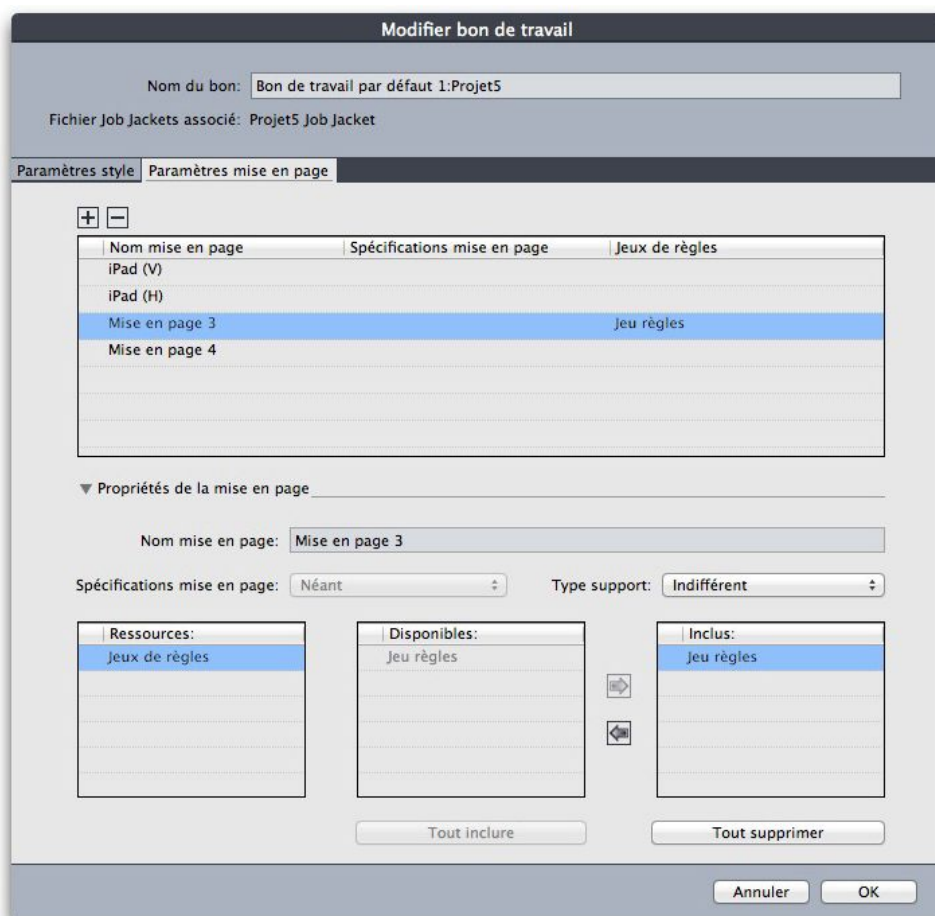 Modifier bon de travail
Nom du bon: Bon de travail par défaut 1:Projet5
Fichier Job Jackets associé: Projet5 Job Jacket
Paramètres style Paramètres mise en page
Nom mise en page Spécifications mise en page Jeux de règles
iPad (V)
iPad (H)
Mise en page 3 Jeu règles
Mise en page 4
Propriétés de la mise en page
Nom mise en page: Mise en page 3
Spécifications mise en page: Néant Type support: Indifférent
Ressources: Disponibles: Inclus:
Jeux de règles Jeu règles Jeu règles
Tout inclure Tout supprimer
Annuler OK